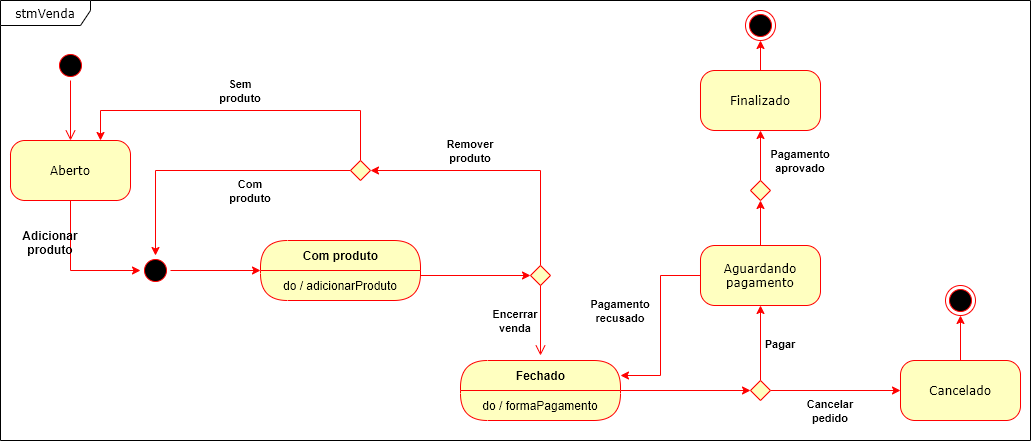 stmVenda
Sem
produto
Remover
produto
Aberto
Com
produto
Adicionar
produto
Com produto
do / adicionarProduto
Encerrar
venda
Fechado
do / formaPagamento
Finalizado
Pagamento
aprovado
Aguardando
pagamento
Pagamento
recusado
Pagar
Cancelar
pedido
Cancelado